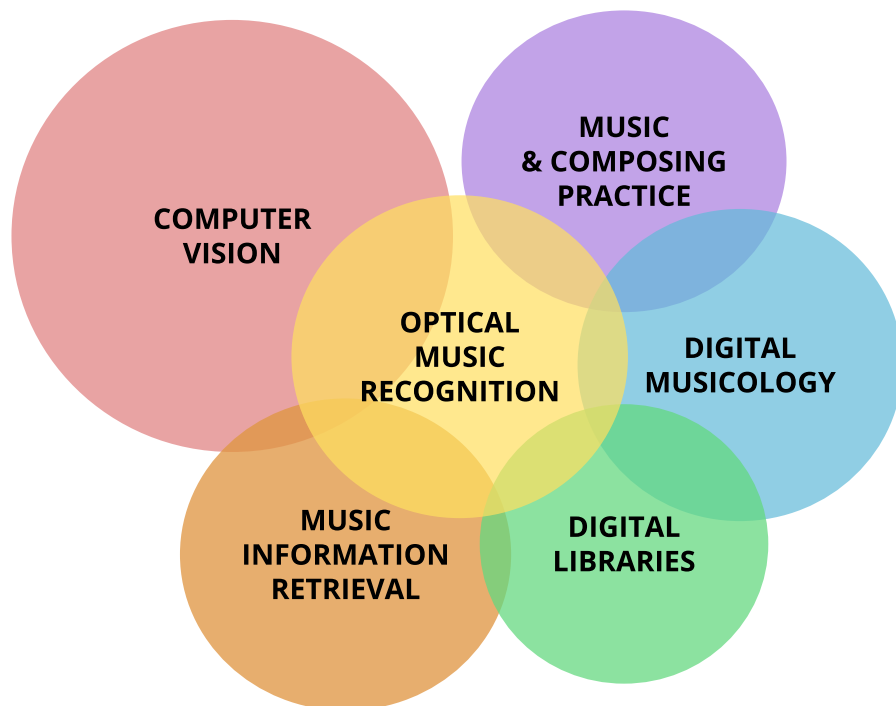 MUSIC
& COMPOSING
PRACTICE
COMPUTER
VISION
OPTICAL
MUSIC
RECOGNITION
DIGITAL
MUSICOLOGY
MUSIC
INFORMATION
RETRIEVAL
DIGITAL
LIBRARIES